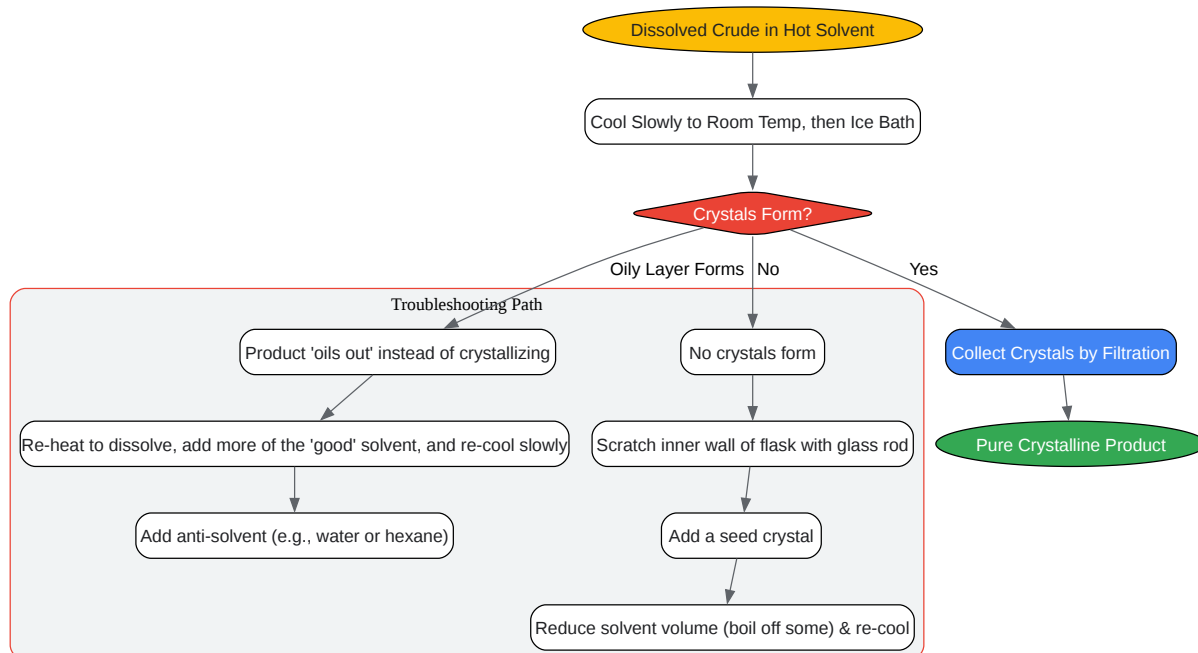 Dissolved Crude in Hot Solvent
Cool Slowly to Room Temp, then Ice Bath
Crystals Form?
Oily Layer Forms
No
Yes
Troubleshooting Path
Product 'oils out' instead of crystallizing
No crystals form
Collect Crystals by Filtration
Re-heat to dissolve, add more of the 'good' solvent, and re-cool slowly
Scratch inner wall of flask with glass rod
Pure Crystalline Product
Add anti-solvent (e.g., water or hexane)
Add a seed crystal
Reduce solvent volume (boil off some) & re-cool